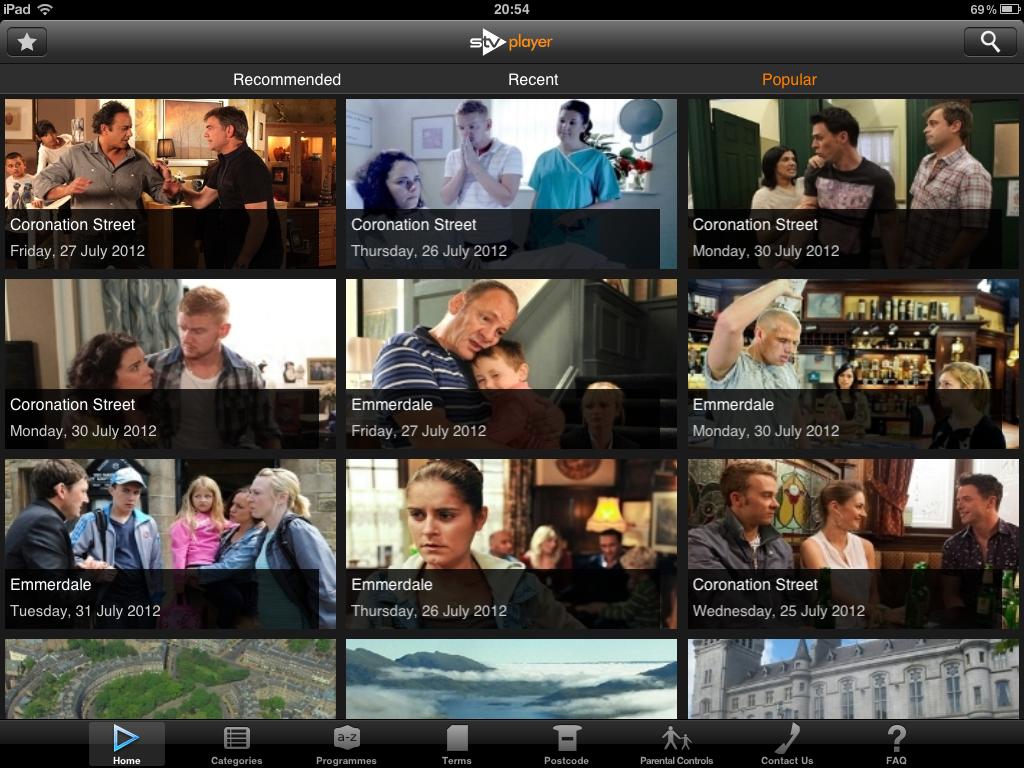 iPad 20:54 69%
stv player
Recommended Recent Popular
Coronation Street
Friday, 27 July 2012
Coronation Street
Thursday, 26 July 2012
Coronation Street
Monday, 30 July 2012
Coronation Street
Monday, 30 July 2012
Emmerdale
Friday, 27 July 2012
Emmerdale
Monday, 30 July 2012
Emmerdale
Tuesday, 31 July 2012
Emmerdale
Thursday, 26 July 2012
Coronation Street
Wednesday, 25 July 2012
a-z
Home Categories Programmes Terms Postcode Parental Controls Contact Us FAQ